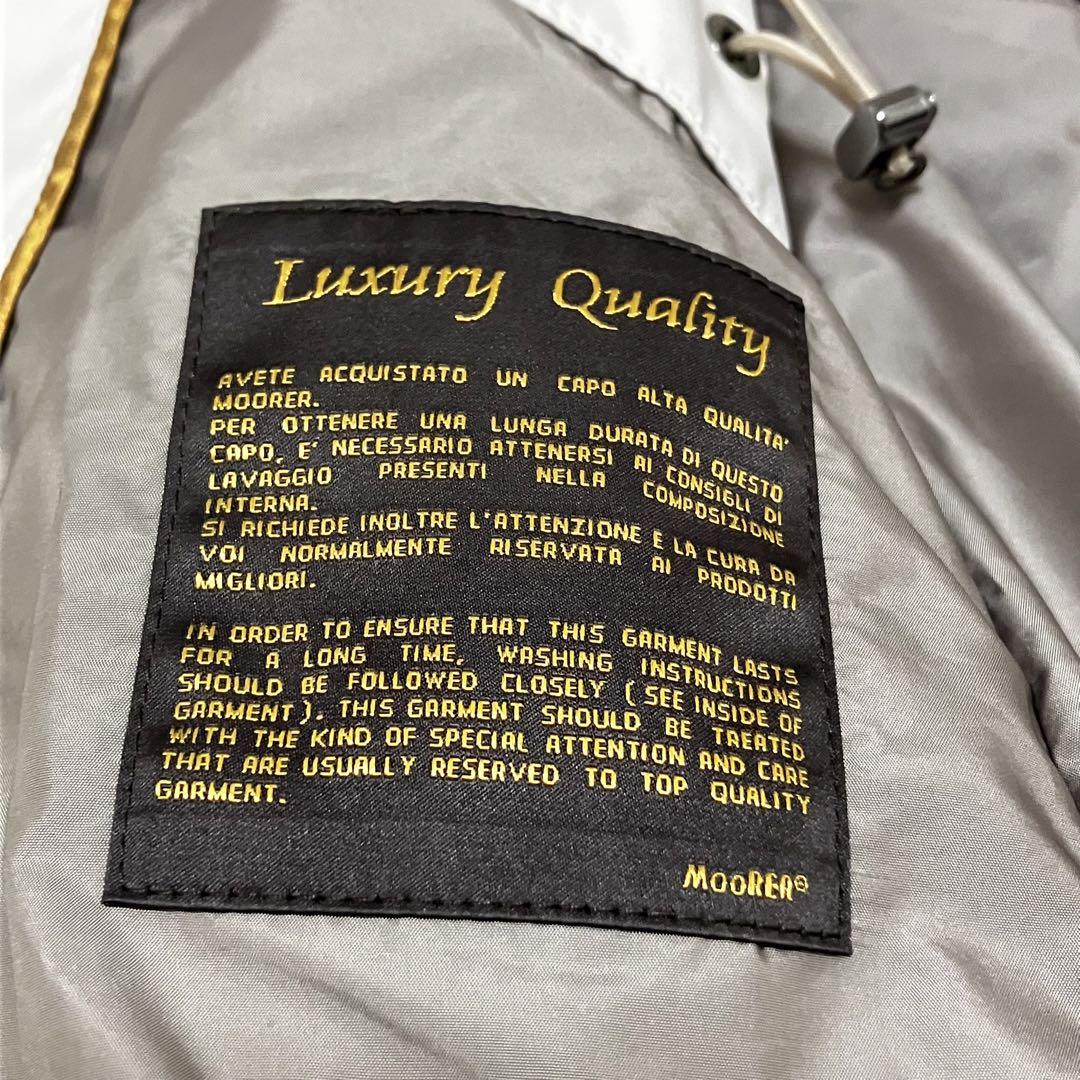 Luxury Quality
AVETE ACQUISTATO UN CAPO ALTA QUALITA'
MOORER.
PER OTTENERE UNA LUNGA DURATA DI QUESTO
CAPO, E' NECESSARIO ATTENERSI AI CONSIGLI DI
LAVAGGIO PRESENTI NELLA COMPOSIZIONE
INTERNA.
SI RICHIEDE INOLTRE L'ATTENZIONE E LA CURA DA
VOI NORMALMENTE RISERVATA AI PRODOTTI
MIGLIORI.
IN ORDER TO ENSURE THAT THIS GARMENT LASTS
FOR A LONG TIME, WASHING INSTRUCTIONS
SHOULD BE FOLLOWED CLOSELY (SEE INSIDE OF
GARMENT). THIS GARMENT SHOULD BE TREATED
WITH THE KIND OF SPECIAL ATTENTION AND CARE
THAT ARE USUALLY RESERVED TO TOP QUALITY
GARMENT.
MOORER®